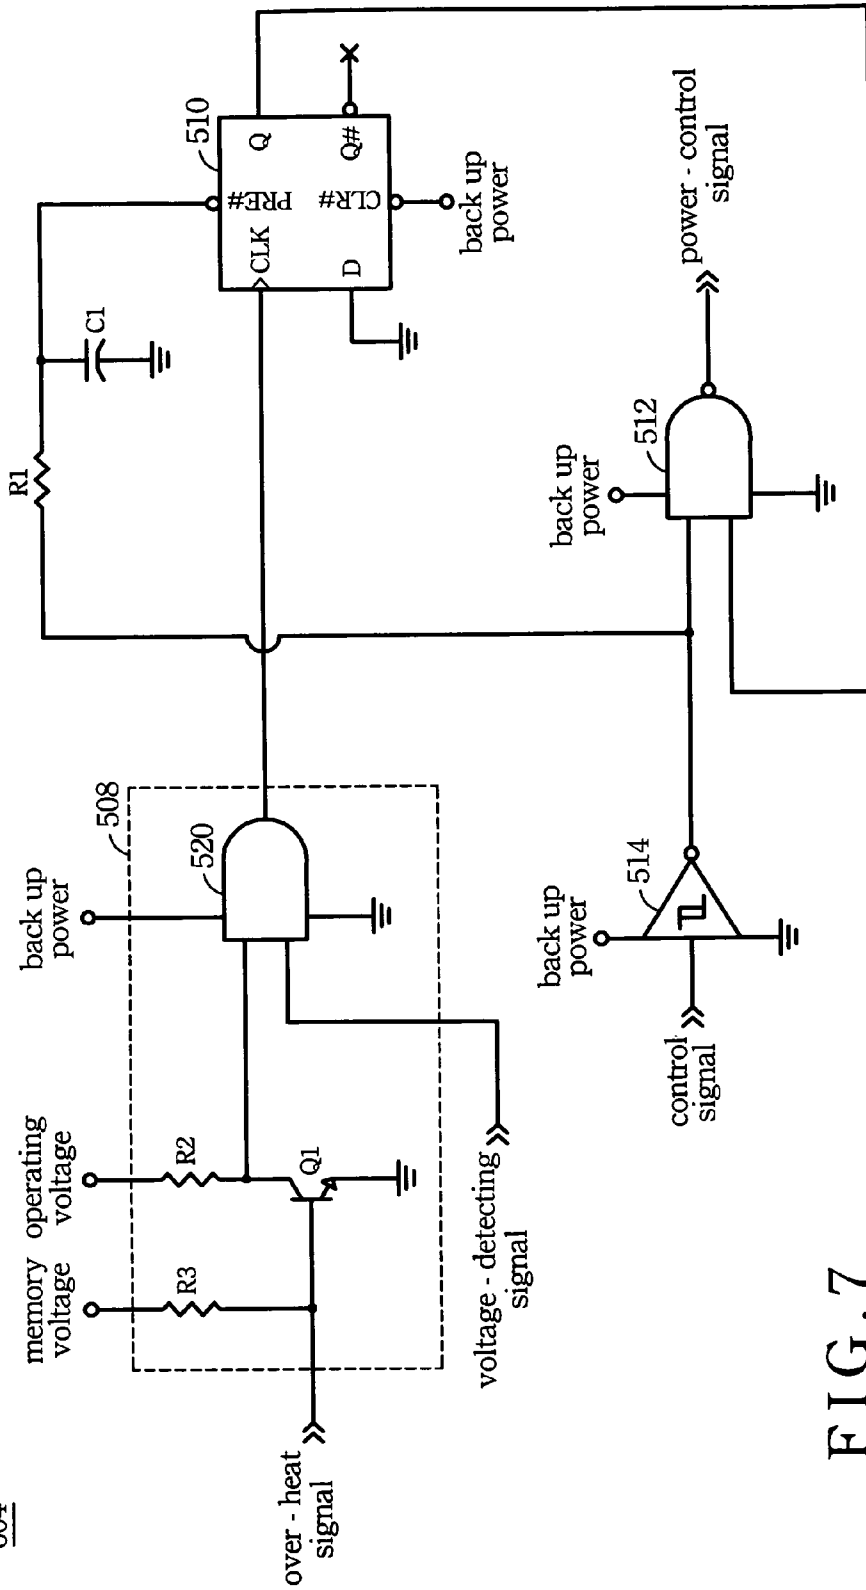 memory
voltage
operating
voltage
back up
power
R3
R2
Q1
508
520
over - heat
signal
voltage - detecting
signal
R1
C1
510
CLK
PRE#
Q
D
CLR#
Q#
back up
power
control
signal
back up
power
514
back up
power
512
power - control
signal
FIG. 7